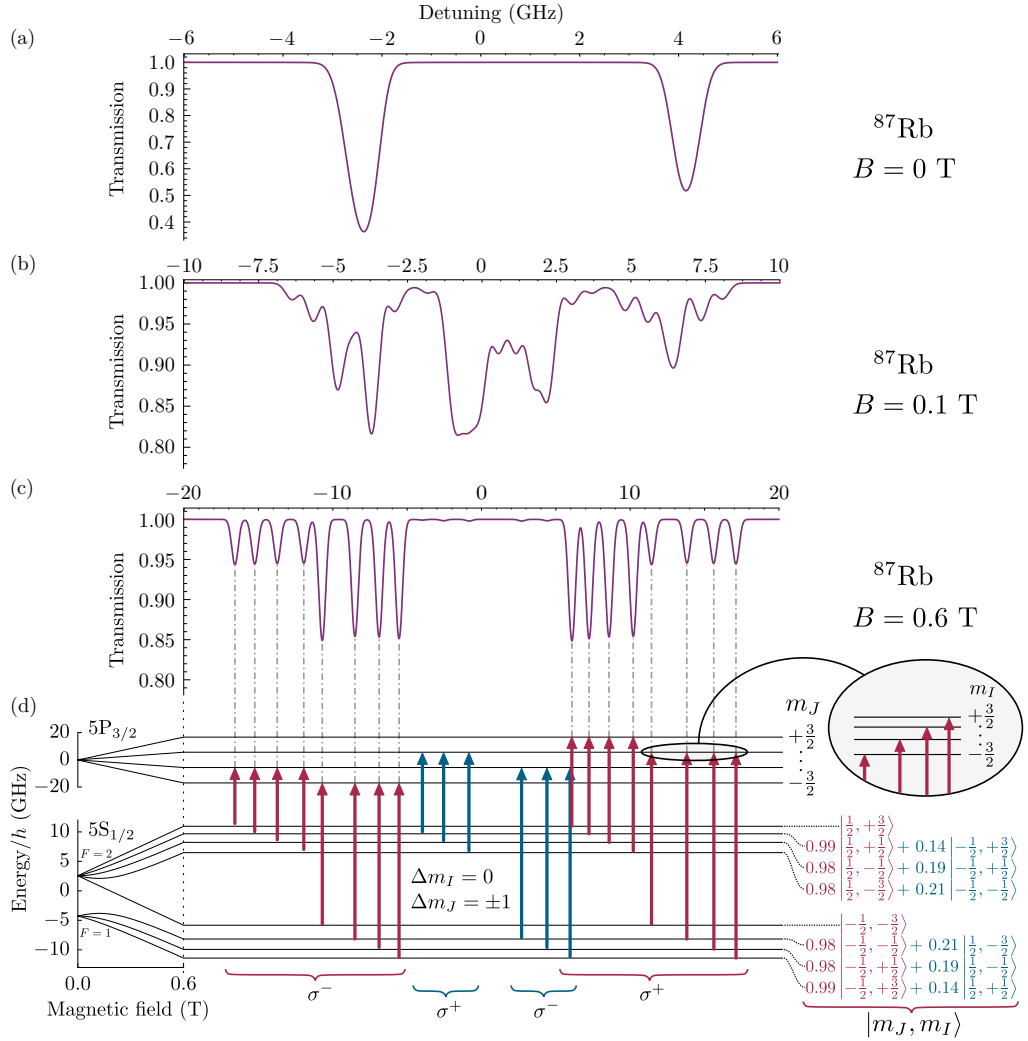 Detuning (GHz)
(a)
−6 −4 −2 0 2 4 6
1.0
0.9
0.8
0.7
0.6
0.5
0.4
Transmission
⁸⁷Rb
B = 0 T
(b)
−10 −7.5 −5 −2.5 0 2.5 5 7.5 10
1.00
0.95
0.90
0.85
0.80
Transmission
⁸⁷Rb
B = 0.1 T
(c)
−20 −10 0 10 20
1.00
0.95
0.90
0.85
0.80
Transmission
⁸⁷Rb
B = 0.6 T
(d)
5P₃/₂
20
0
−20
m_J
+3/2
:
·
−3/2
m_I
+3/2
:
·
−3/2
Energy/h (GHz)
5S₁/₂
F = 2
F = 1
10
5
0
−5
−10
Δm_I = 0
Δm_J = ±1
|1/2, +3/2⟩
0.99 |1/2, +1/2⟩ + 0.14 |−1/2, +3/2⟩
0.98 |1/2, −1/2⟩ + 0.19 |−1/2, +1/2⟩
0.98 |1/2, −3/2⟩ + 0.21 |−1/2, −1/2⟩
|−1/2, −3/2⟩
0.98 |−1/2, −1/2⟩ + 0.21 |1/2, −3/2⟩
0.98 |−1/2, +1/2⟩ + 0.19 |1/2, −1/2⟩
0.99 |−1/2, +3/2⟩ + 0.14 |1/2, +1/2⟩
0.0 0.6
Magnetic field (T)
σ⁻ σ⁺ σ⁻ σ⁺
|m_J, m_I⟩